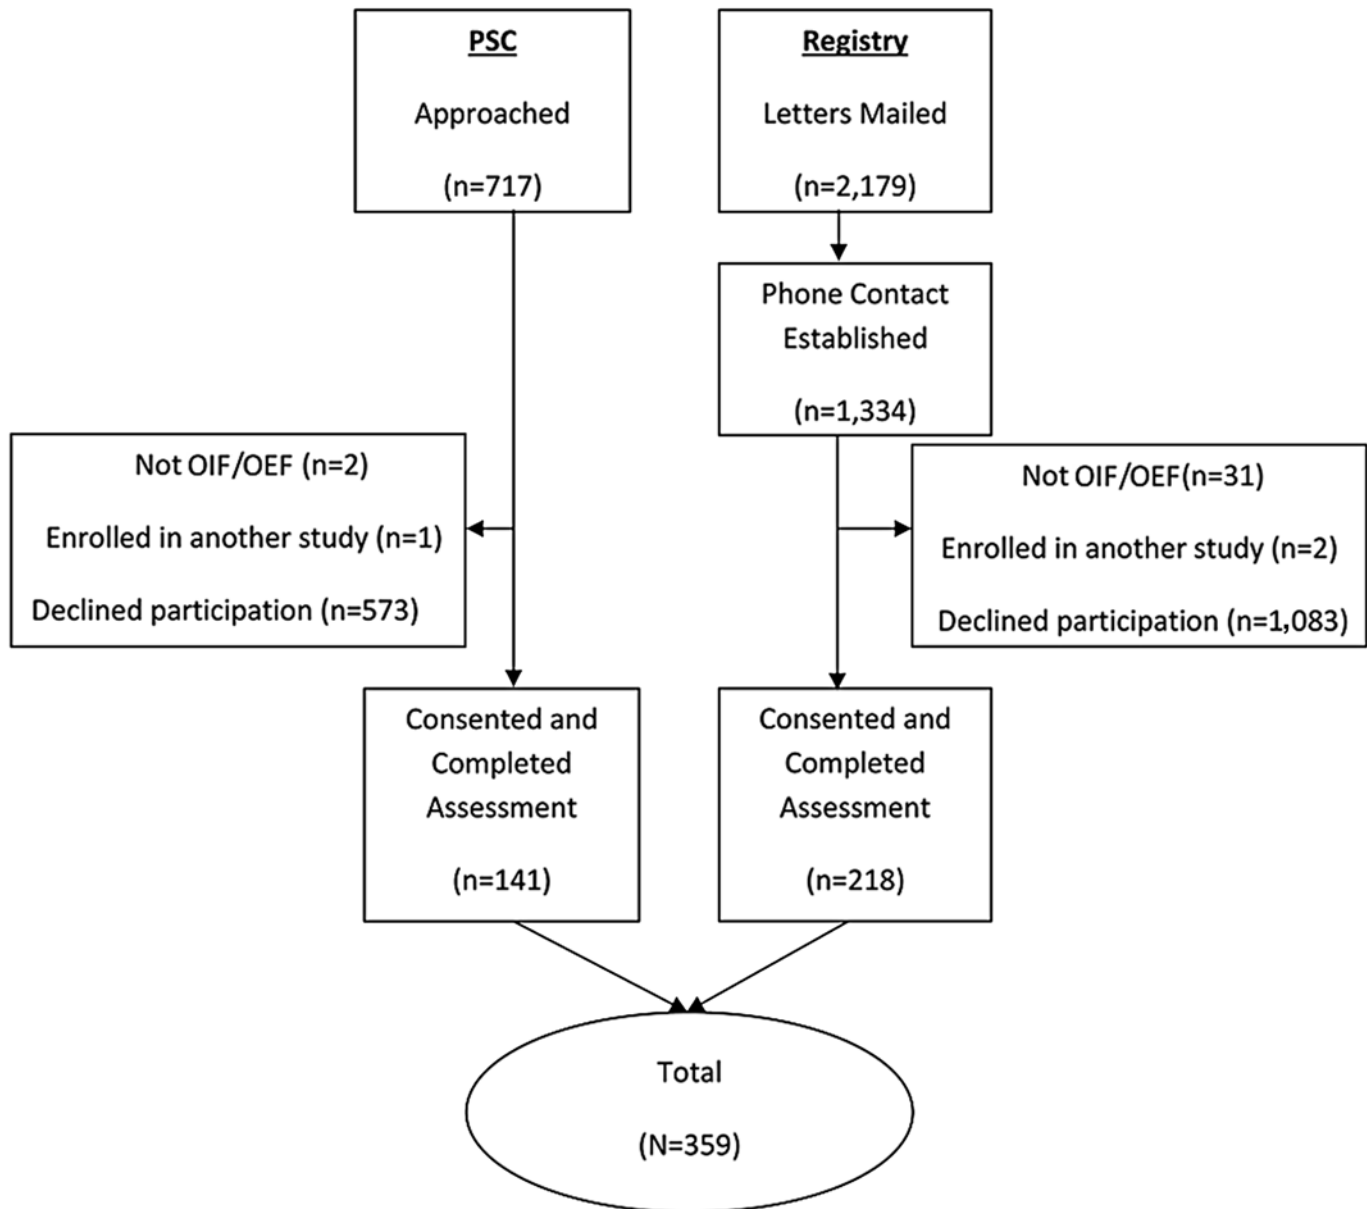 PSC
Approached
(n=717)
Registry
Letters Mailed
(n=2,179)
Phone Contact
Established
(n=1,334)
Not OIF/OEF (n=2)
Enrolled in another study (n=1)
Declined participation (n=573)
Not OIF/OEF(n=31)
Enrolled in another study (n=2)
Declined participation (n=1,083)
Consented and
Completed
Assessment
(n=141)
Consented and
Completed
Assessment
(n=218)
Total
(N=359)